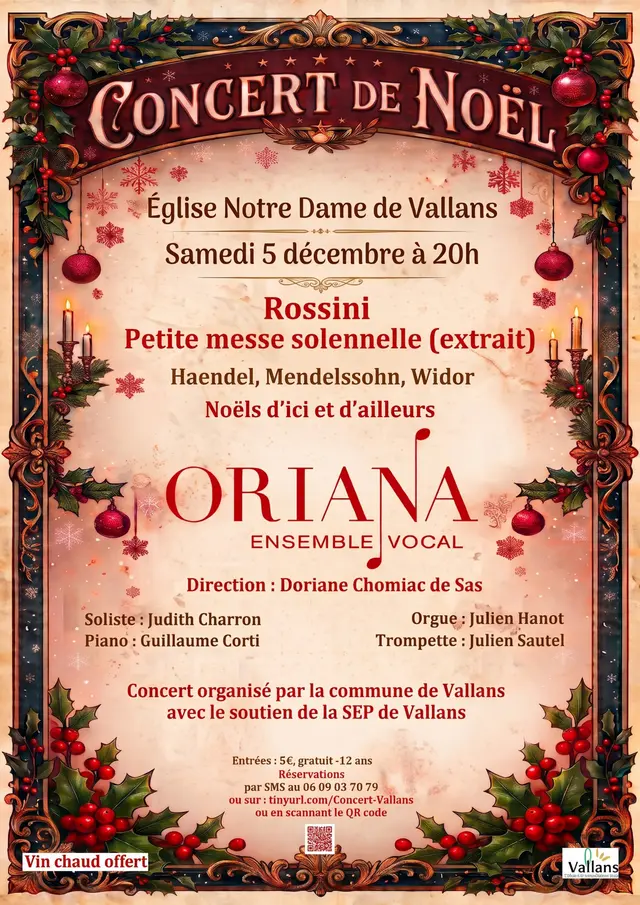 CONCERT DE NOËL
Église Notre Dame de Vallans
Samedi 5 décembre à 20h
Rossini
Petite messe solennelle (extrait)
Haendel, Mendelssohn, Widor
Noëls d'ici et d'ailleurs
ORIANA
ENSEMBLE VOCAL
Direction : Doriane Chomiac de Sas
Soliste : Judith Charron
Orgue : Julien Hanot
Piano : Guillaume Corti
Trompette : Julien Sautel
Concert organisé par la commune de Vallans
avec le soutien de la SEP de Vallans
Entrées : 5€, gratuit -12 ans
Réservations
par SMS au 06 09 03 70 79
ou sur : tinyurl.com/Concert-Vallans
ou en scannant le QR code
Vin chaud offert
Vallans